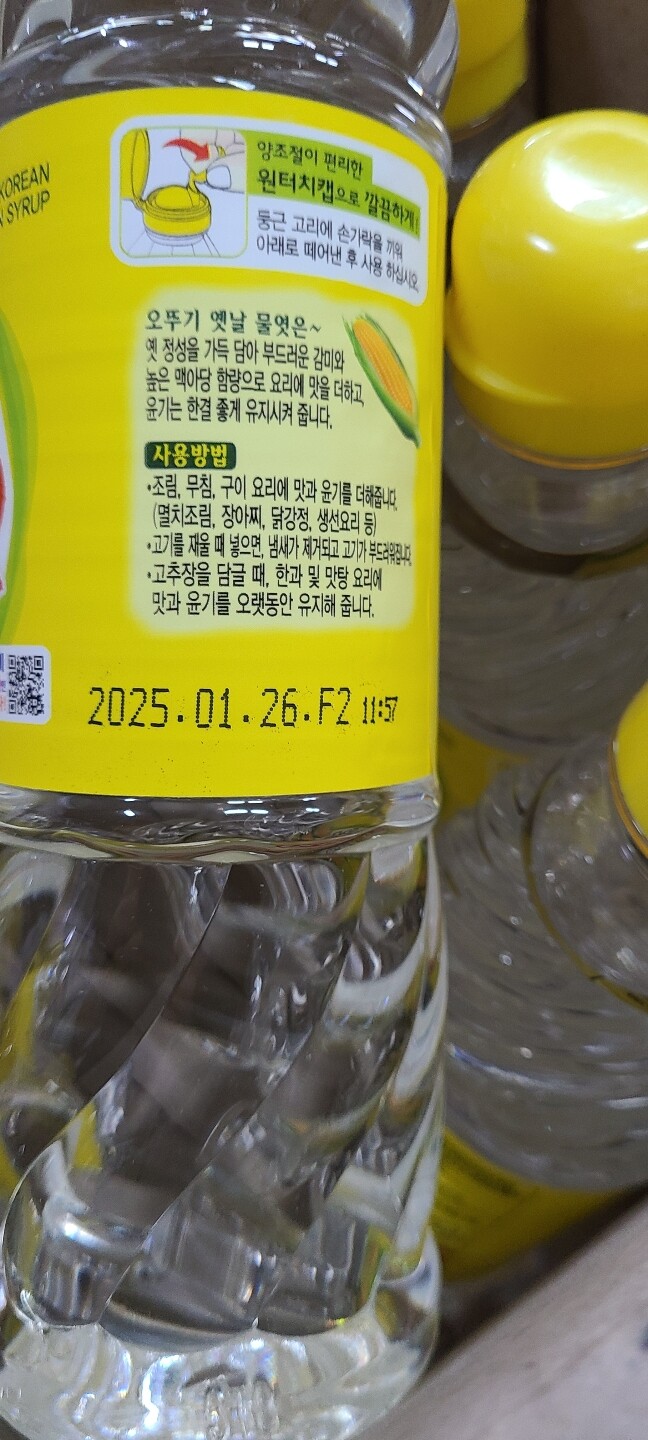 KOREAN
SYRUP
양조절이 편리한
원터치캡으로 '깔끔하게'
둥근 고리에 손가락을 끼워
아래로 떼어낸 후 사용 하십시오.
오뚜기 옛날 물엿은~
옛 정성을 가득 담아 부드러운 감미와
높은 맥아당 함량으로 요리에 맛을 더하고,
윤기는 한결 좋게 유지시켜 줍니다.
사용방법
•조림, 무침, 구이 요리에 맛과 윤기를 더해줍니다.
(멸치조림, 장아찌, 닭강정, 생선요리 등)
•고기를 재울 때 넣으면, 냄새가 제거되고 고기가 부드러워집니다.
•고추장을 담글 때, 한과 및 맛탕 요리에
맛과 윤기를 오랫동안 유지해 줍니다.
2025.01.26.F2 11:57